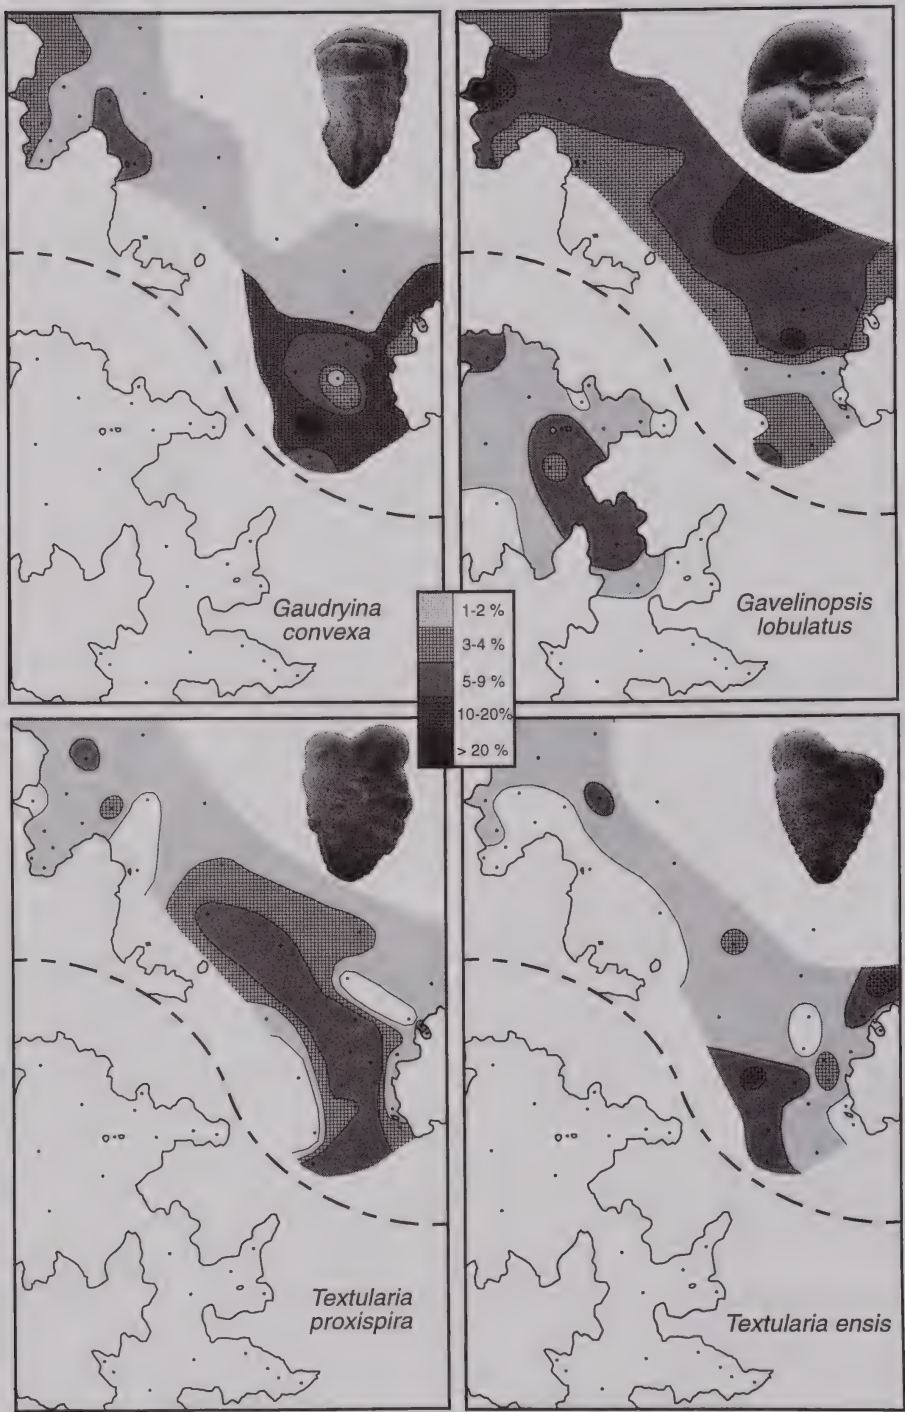 Gaudryina
convexa
Gavelinopsis
lobulatus
1-2 %
3-4 %
5-9 %
10-20%
> 20 %
Textularia
proxispira
Textularia ensis